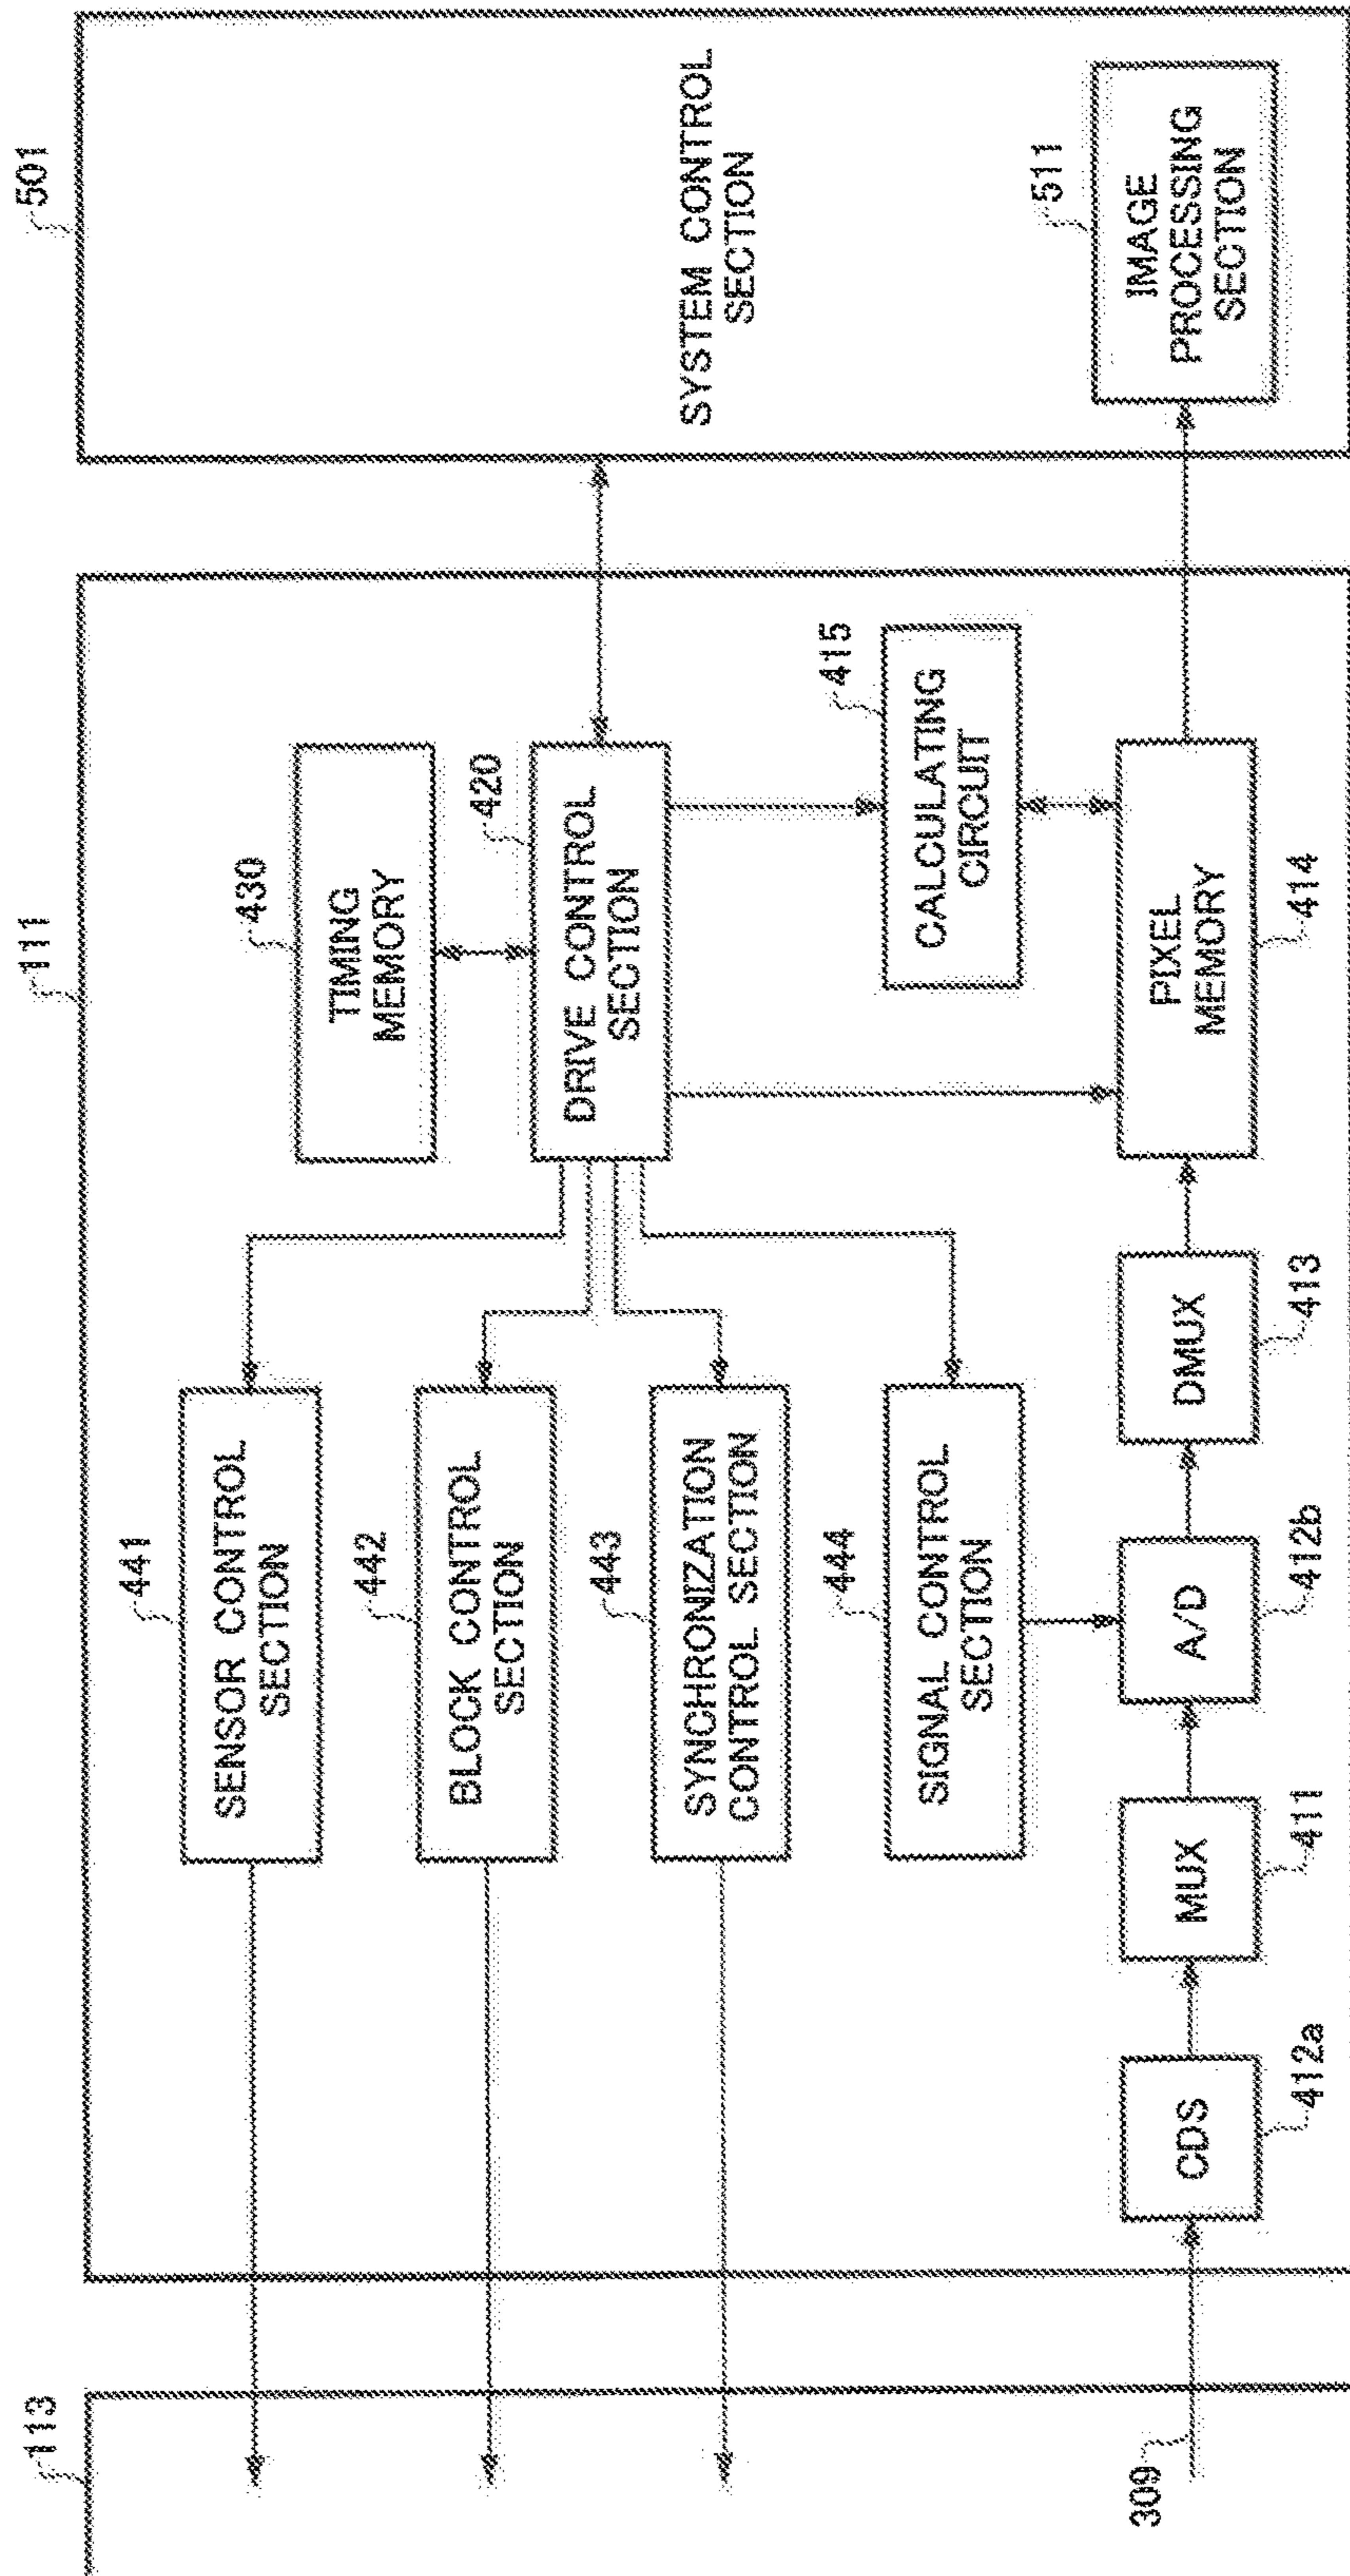 113
111
501
441
SENSOR CONTROL
SECTION
442
BLOCK CONTROL
SECTION
443
SYNCHRONIZATION
CONTROL SECTION
444
SIGNAL CONTROL
SECTION
430
TIMING
MEMORY
420
DRIVE CONTROL
SECTION
415
CALCULATING
CIRCUIT
SYSTEM CONTROL
SECTION
511
IMAGE
PROCESSING
SECTION
309
CDS
412a
MUX
411
A/D
412b
DMUX
413
PIXEL
MEMORY
414